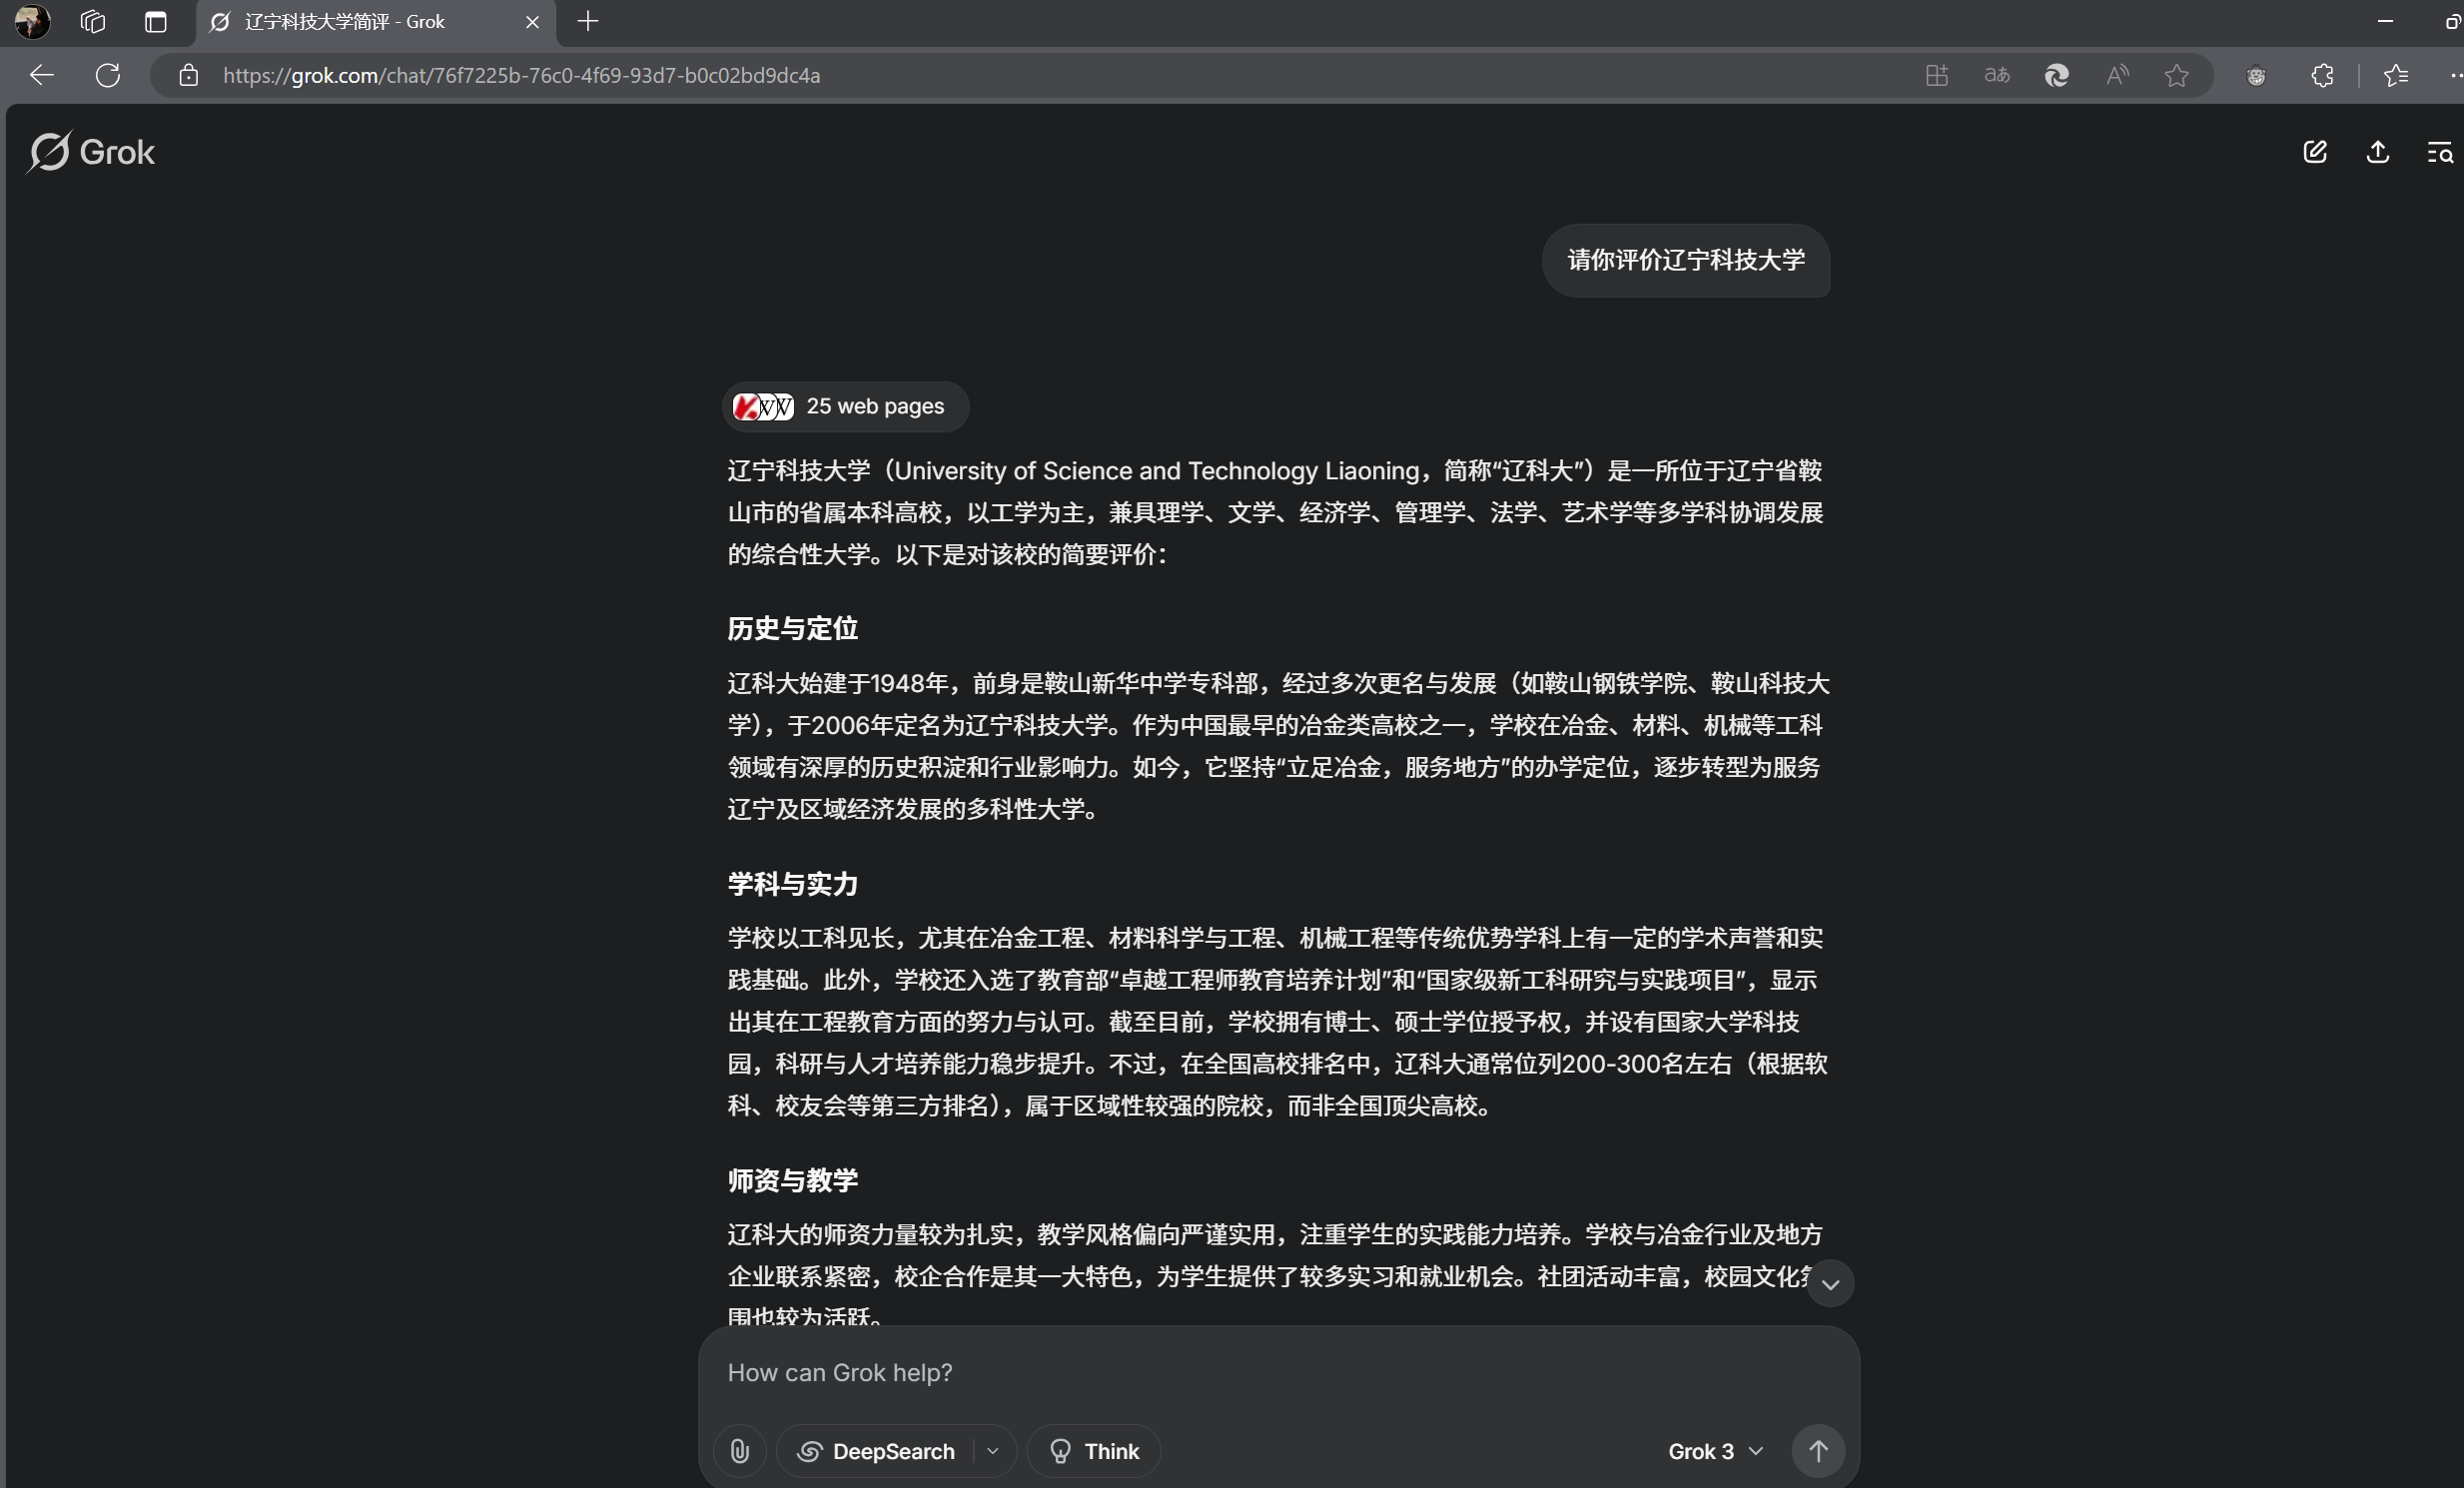 辽宁科技大学简评 - Grok
https://grok.com/chat/76f7225b-76c0-4f69-93d7-b0c02bd9dc4a
Grok
请你评价辽宁科技大学
25 web pages
辽宁科技大学（University of Science and Technology Liaoning，简称“辽科大”）是一所位于辽宁省鞍
山市的省属本科高校，以工学为主，兼具理学、文学、经济学、管理学、法学、艺术学等多学科协调发展
的综合性大学。以下是对该校的简要评价：
历史与定位
辽科大始建于1948年，前身是鞍山新华中学专科部，经过多次更名与发展（如鞍山钢铁学院、鞍山科技大
学），于2006年定名为辽宁科技大学。作为中国最早的冶金类高校之一，学校在冶金、材料、机械等工科
领域有深厚的历史积淀和行业影响力。如今，它坚持“立足冶金，服务地方”的办学定位，逐步转型为服务
辽宁及区域经济发展的多科性大学。
学科与实力
学校以工科见长，尤其在冶金工程、材料科学与工程、机械工程等传统优势学科上有一定的学术声誉和实
践基础。此外，学校还入选了教育部“卓越工程师教育培养计划”和“国家级新工科研究与实践项目”，显示
出其在工程教育方面的努力与认可。截至目前，学校拥有博士、硕士学位授予权，并设有国家大学科技
园，科研与人才培养能力稳步提升。不过，在全国高校排名中，辽科大通常位列200-300名左右（根据软
科、校友会等第三方排名），属于区域性较强的院校，而非全国顶尖高校。
师资与教学
辽科大的师资力量较为扎实，教学风格偏向严谨实用，注重学生的实践能力培养。学校与冶金行业及地方
企业联系紧密，校企合作是其一大特色，为学生提供了较多实习和就业机会。社团活动丰富，校园文化氛
围也较为活跃。
How can Grok help?
DeepSearch
Think
Grok 3